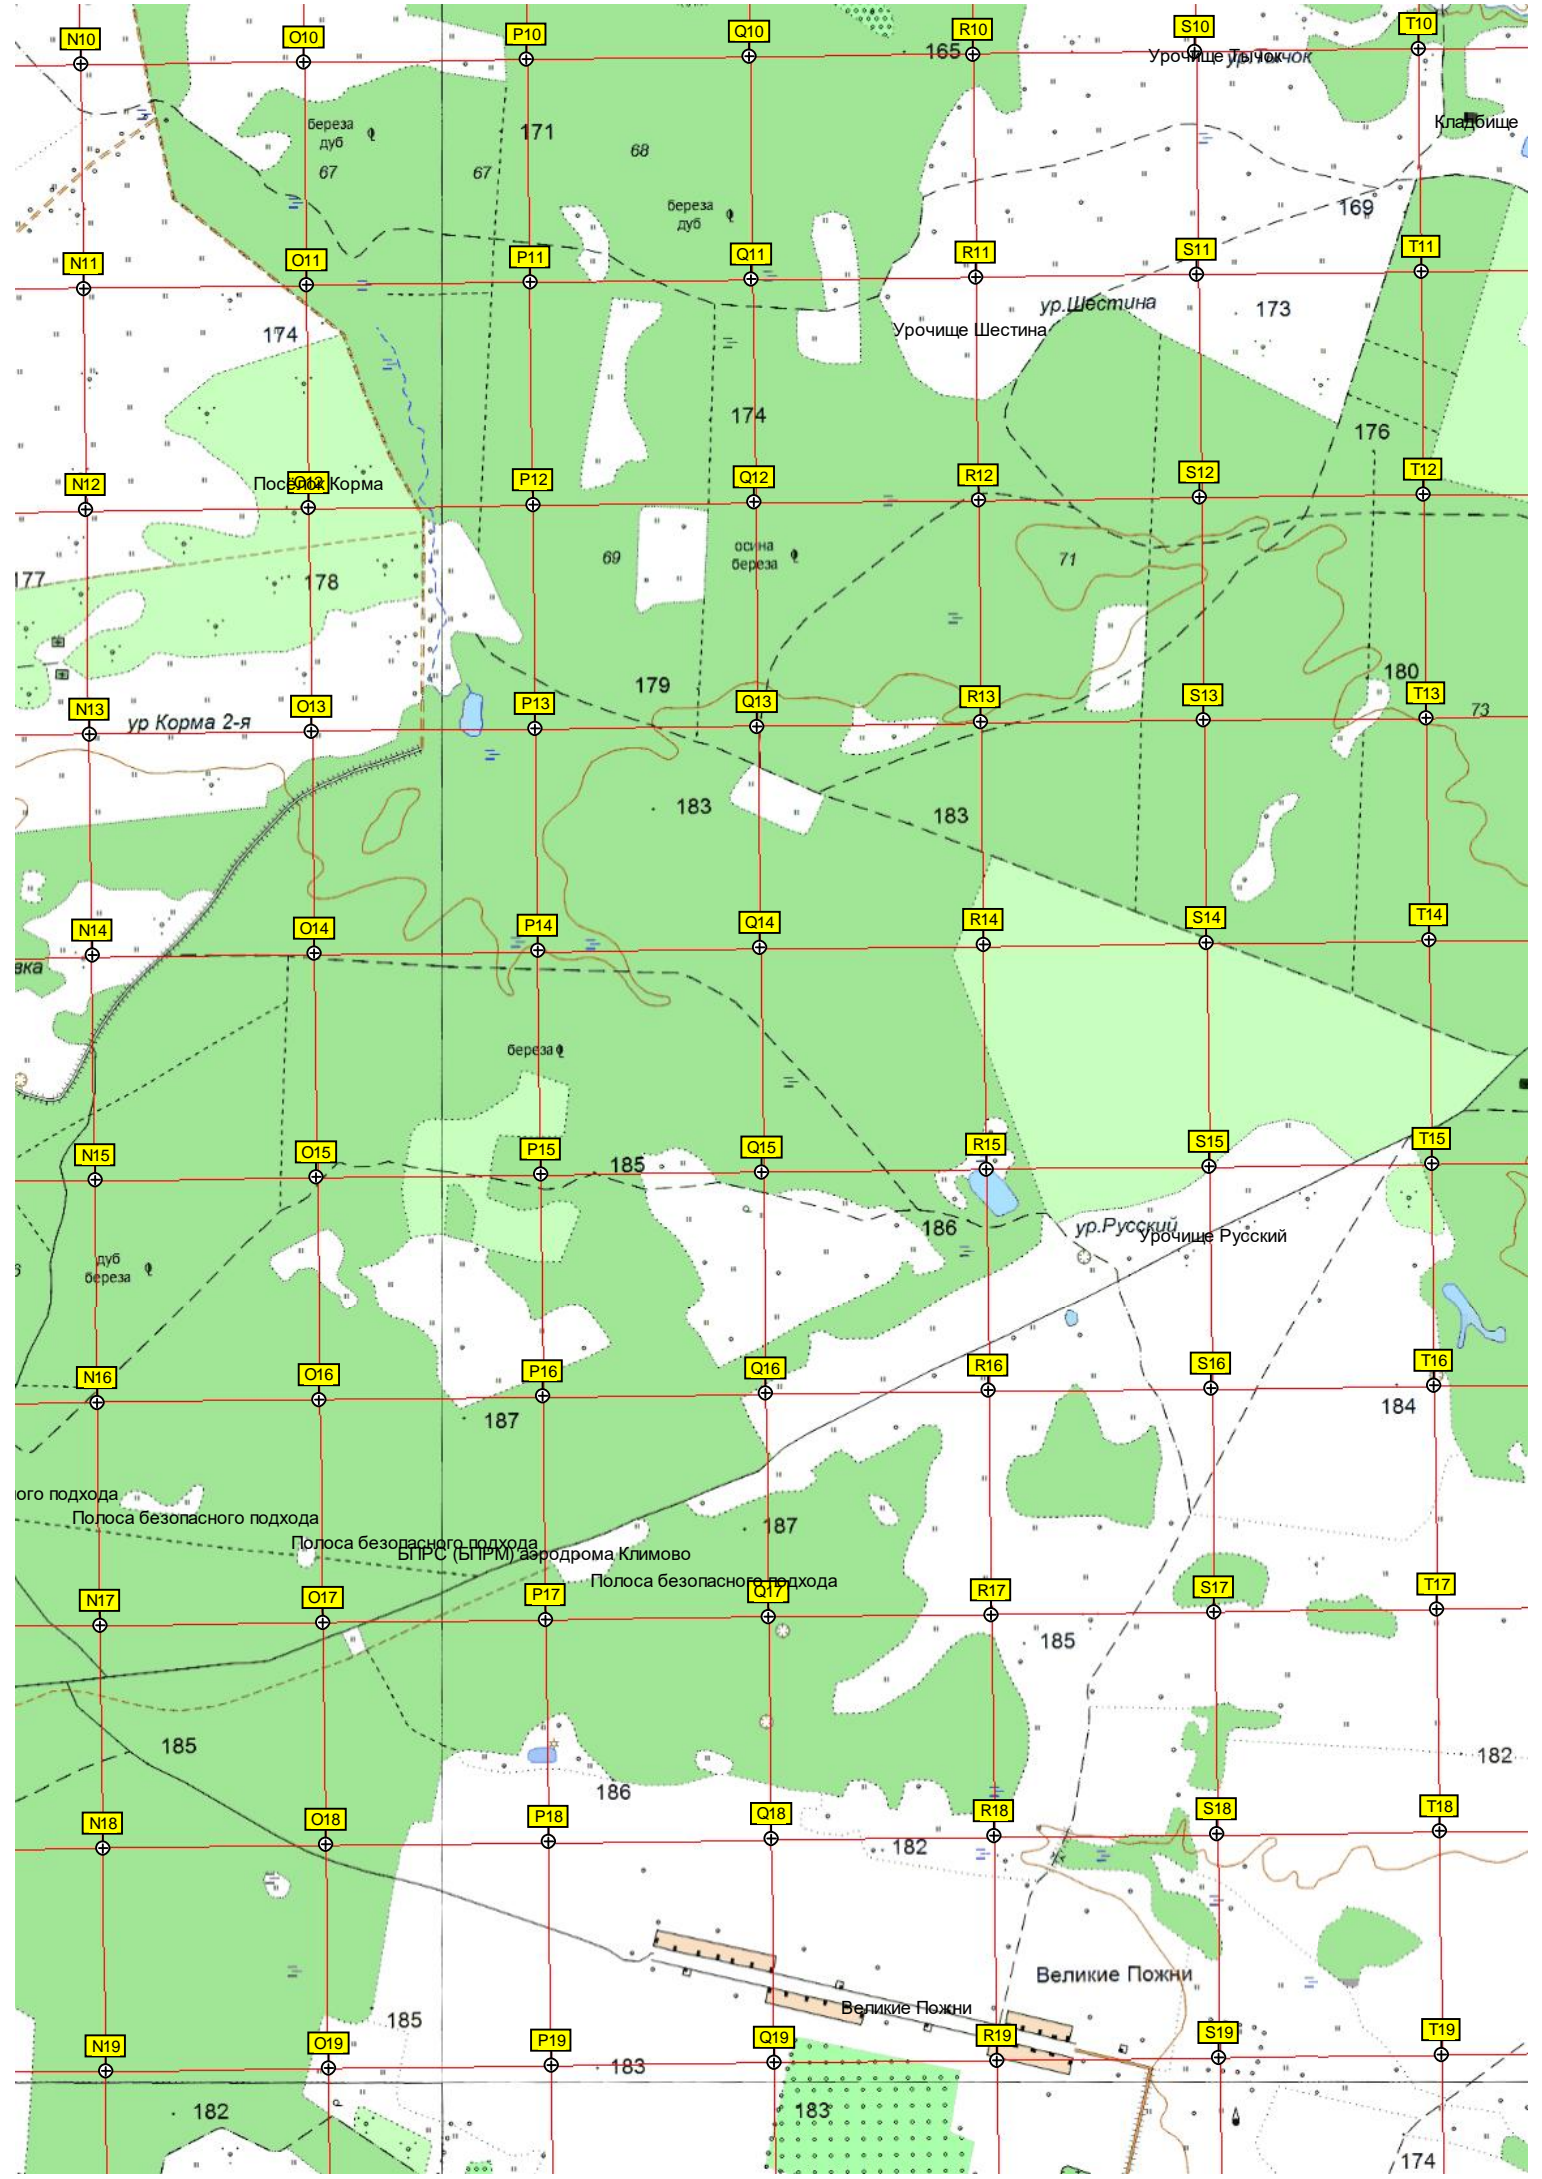 N10
O10
P10
Q10
165
R10
S10
T10
Урочище Тычок
Кладбище
береза
дуб
67
67
171
68
береза
дуб
169
N11
O11
P11
Q11
R11
S11
T11
174
ур.Шестина
173
Урочище Шестина
174
176
N12
Посёлок Корма
P12
Q12
R12
S12
T12
осина
береза
69
71
177
178
179
180
N13
ур Корма 2-я
O13
P13
Q13
R13
S13
T13
73
183
183
N14
O14
P14
Q14
R14
S14
T14
вка
береза
N15
O15
P15
185
Q15
R15
S15
T15
186
ур.Русский
Урочище Русский
дуб
береза
N16
O16
P16
Q16
R16
S16
T16
187
184
ого подхода
Полоса безопасного подхода
187
Полоса безопасного подхода
БПРС (БПРМ) аэродрома Климово
Полоса безопасного подхода
N17
O17
P17
Q17
R17
S17
T17
185
185
182
186
N18
O18
P18
Q18
R18
S18
T18
182
Великие Пожни
Великие Пожни
185
N19
O19
P19
Q19
R19
S19
T19
183
182
183
174